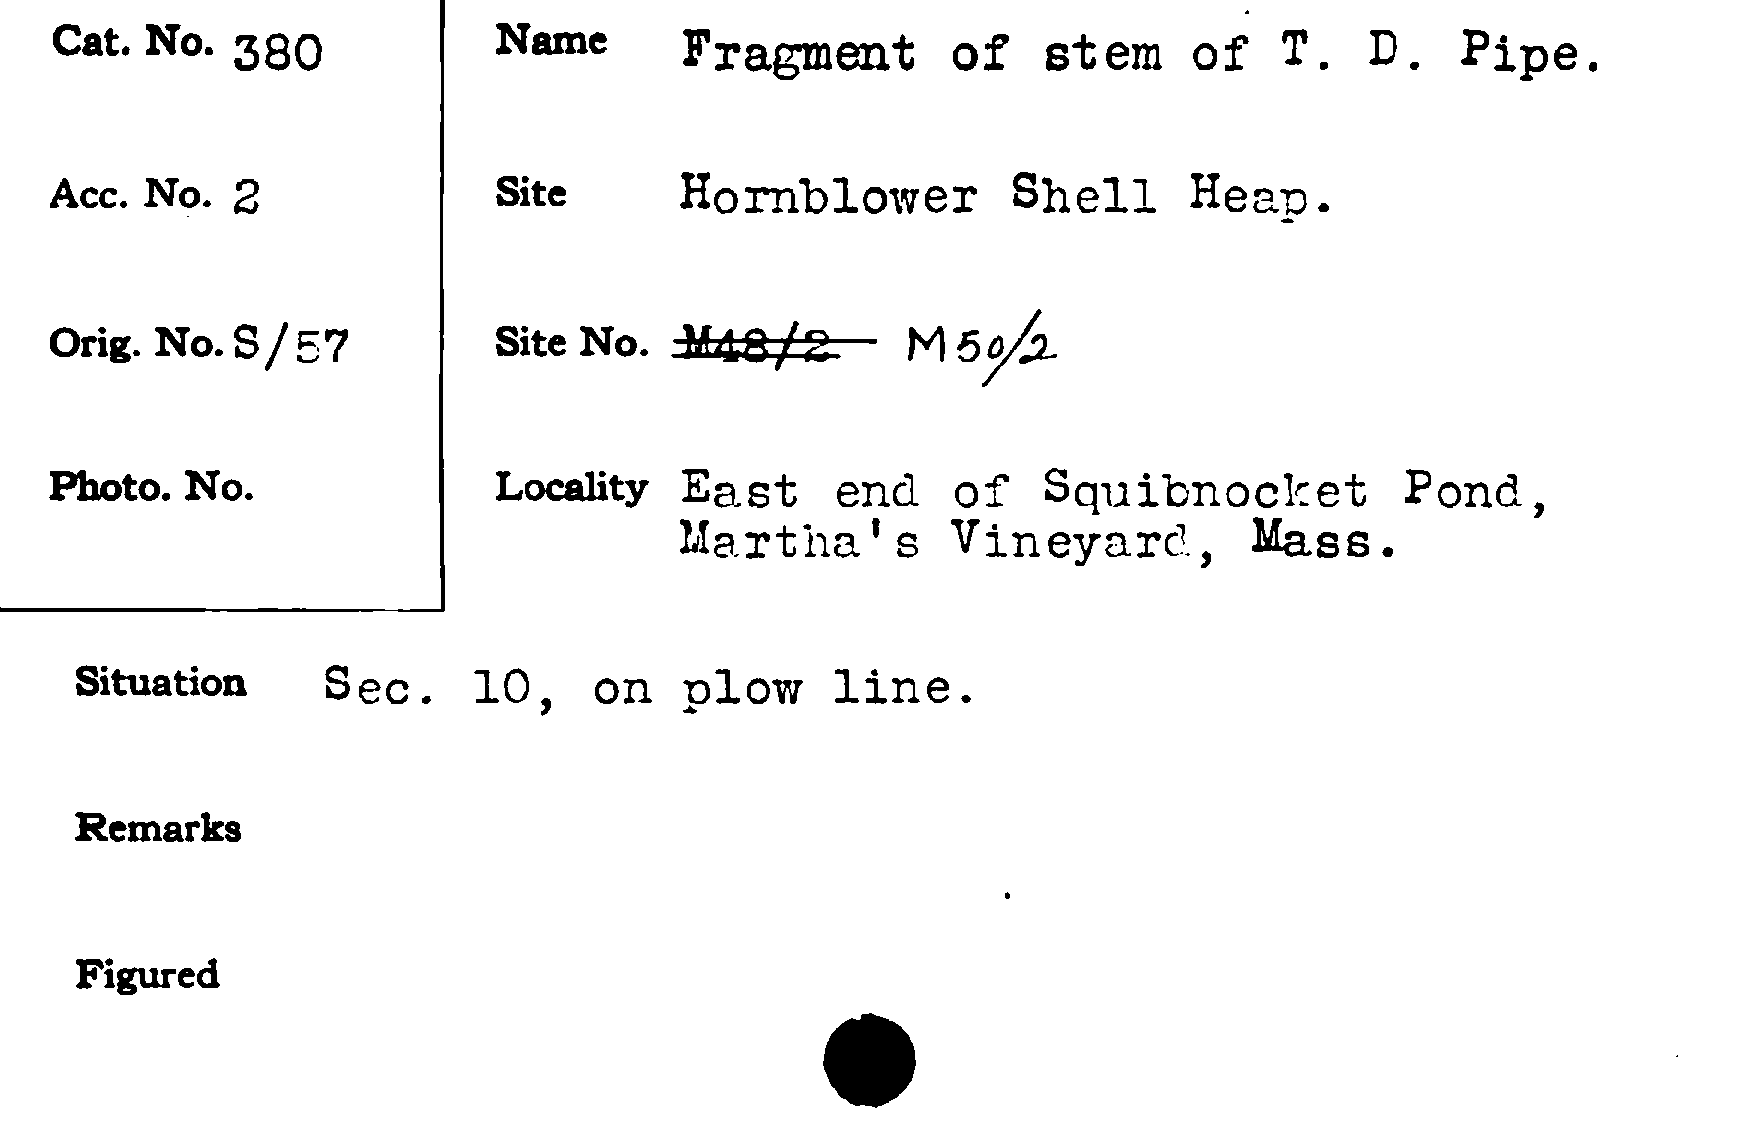 Cat. No. 380
Name Fragment of stem of T. D. Pipe.
Acc. No. 2
Site Hornblower Shell Heap.
Orig. No. S/57
Site No. M48/2 M50/2
Photo. No.
Locality East end of Squibnocket Pond,
Martha's Vineyard, Mass.
Situation Sec. 10, on plow line.
Remarks
Figured